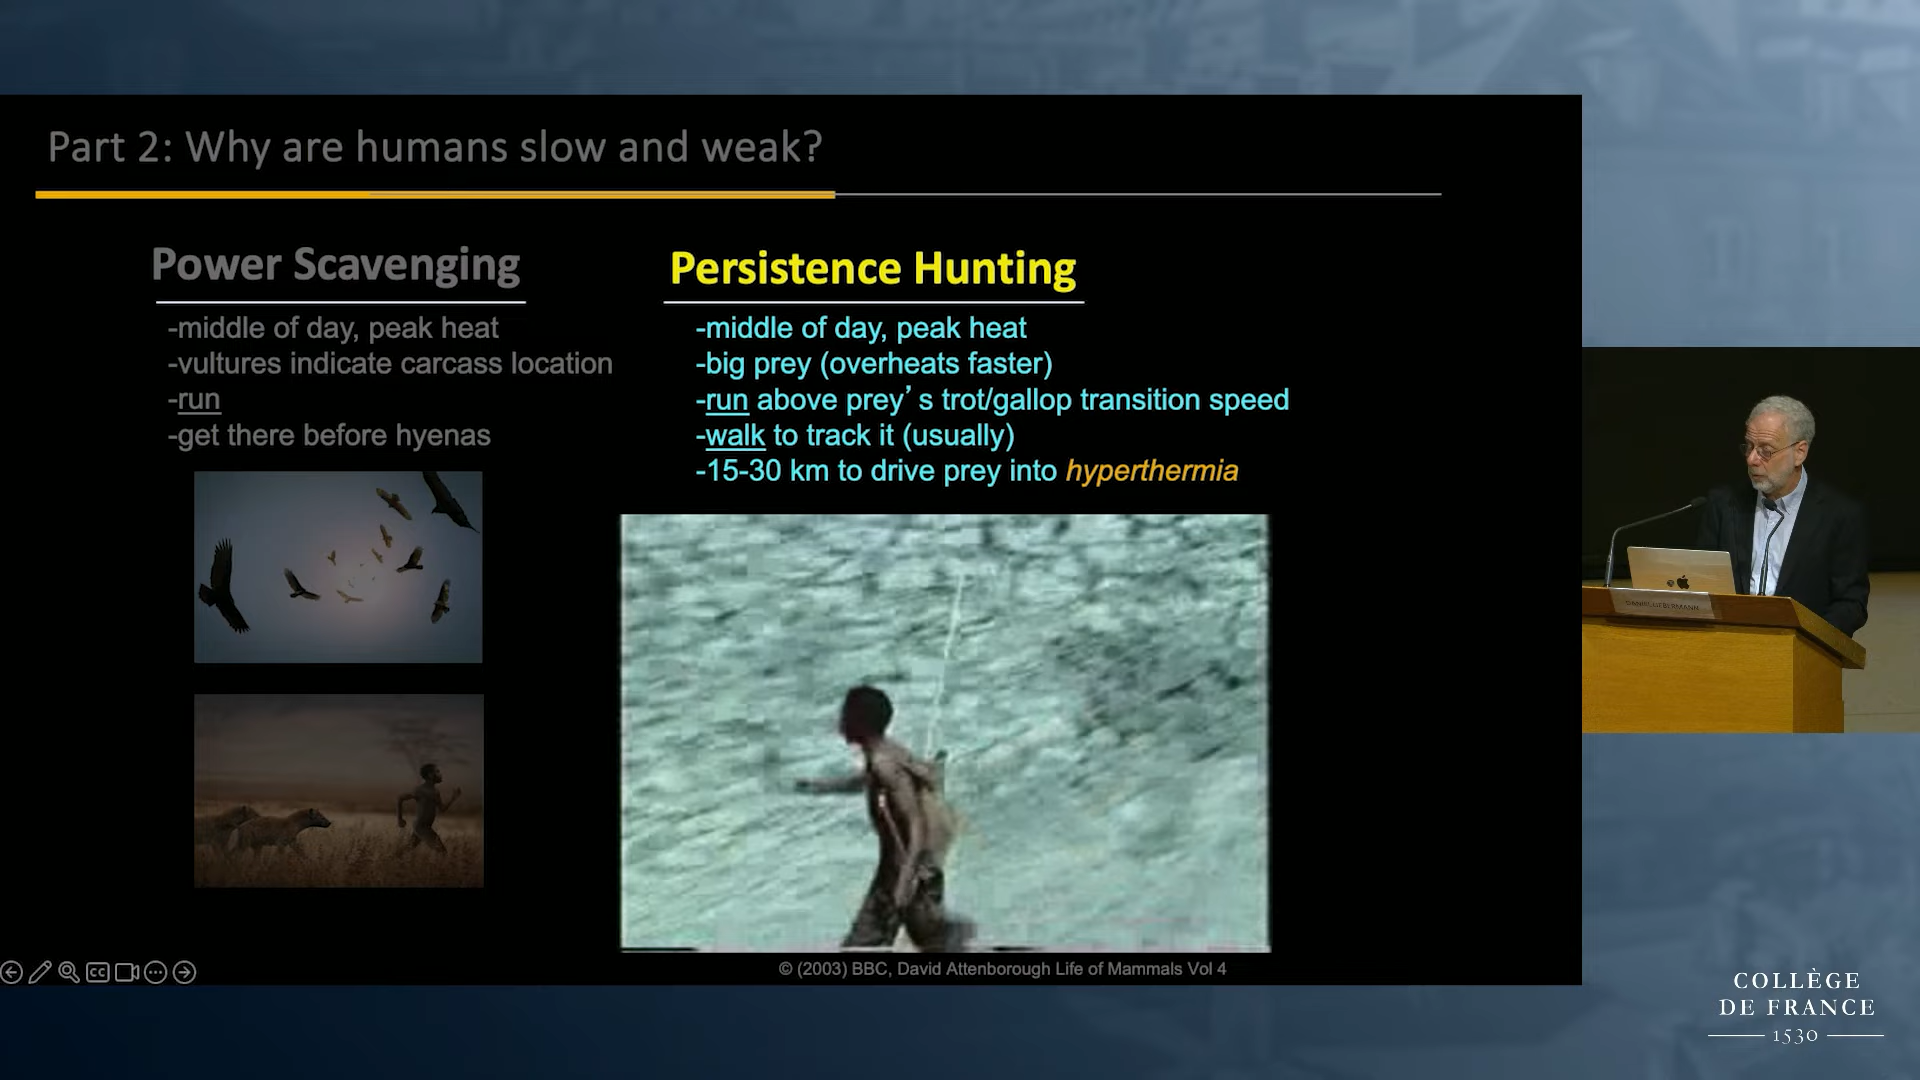 Part 2: Why are humans slow and weak?
Power Scavenging
-middle of day, peak heat
-vultures indicate carcass location
-run
-get there before hyenas
Persistence Hunting
-middle of day, peak heat
-big prey (overheats faster)
-run above prey’s trot/gallop transition speed
-walk to track it (usually)
-15-30 km to drive prey into hyperthermia
© (2003) BBC, David Attenborough Life of Mammals Vol 4
CC
DANIEL LIEBERMANN
COLLÈGE
DE FRANCE
1530